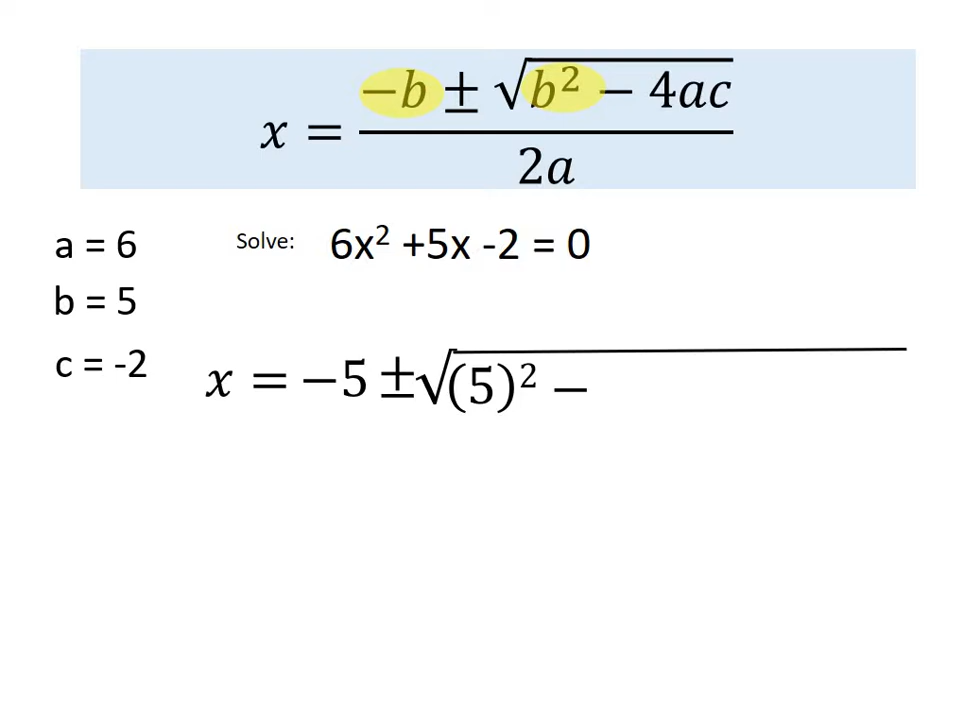 x = −b ± √b² − 4ac / 2a
a = 6 Solve: 6x² +5x -2 = 0
b = 5
c = -2
x = −5 ±√(5)² −